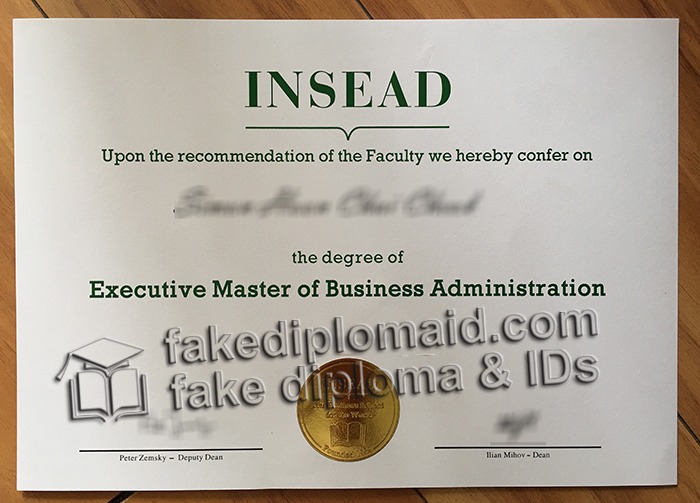 INSEAD
Upon the recommendation of the Faculty we hereby confer on
the degree of
Executive Master of Business Administration
fakediplomaid.com
fake diploma & IDs
Peter Zemsky – Deputy Dean
Ilian Mihov – Dean